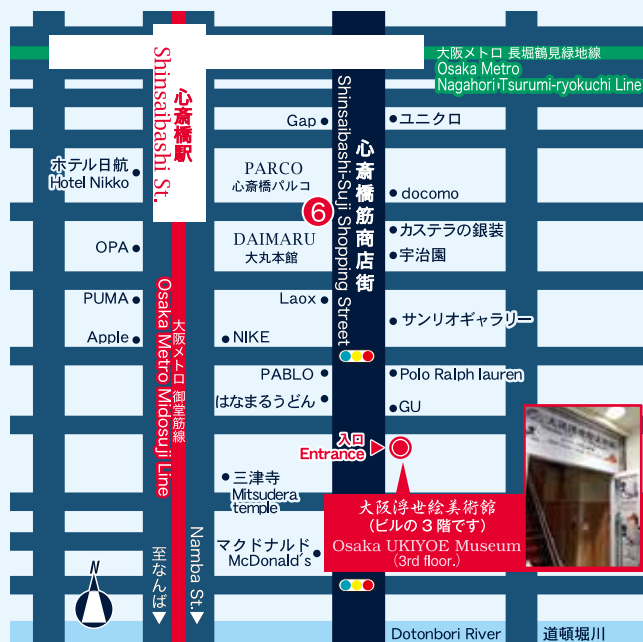 大阪メトロ 長堀鶴見緑地線
Osaka Metro
Nagahori Tsurumi-ryokuchi Line
心斎橋駅
Shinsaibashi St.
Shinsaibashi-Suji Shopping Street
心斎橋筋商店街
Gap
ユニクロ
ホテル日航
Hotel Nikko
PARCO
心斎橋パルコ
docomo
6
OPA
DAIMARU
大丸本館
カステラの銀装
宇治園
PUMA
Laox
サンリオギャラリー
Apple
NIKE
大阪メトロ 御堂筋線
Osaka Metro Midosuji Line
PABLO
Polo Ralph lauren
はなまるうどん
GU
入口
Entrance
三津寺
Mitsudera
temple
大阪浮世絵美術館
(ビルの3階です)
Osaka UKIYOE Museum
(3rd floor.)
マクドナルド
McDonald's
至なんば
Namba St.
N
Dotonbori River
道頓堀川